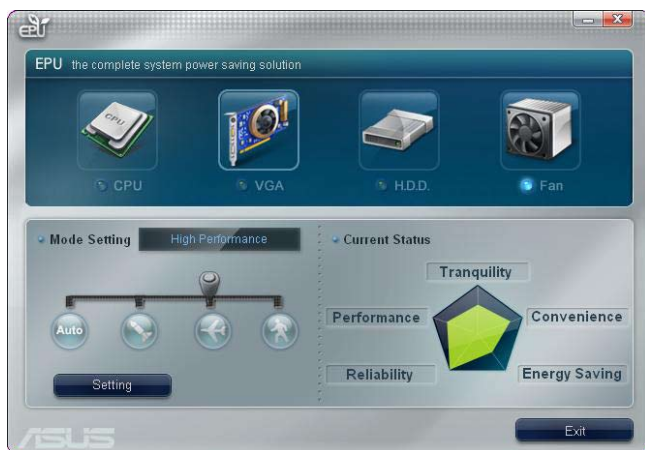 EPU
EPU the complete system power saving solution
CPU
CPU
VGA
H.D.D.
Fan
Mode Setting
High Performance
Auto
Setting
Current Status
Tranquility
Performance
Convenience
Reliability
Energy Saving
ASUS
Exit